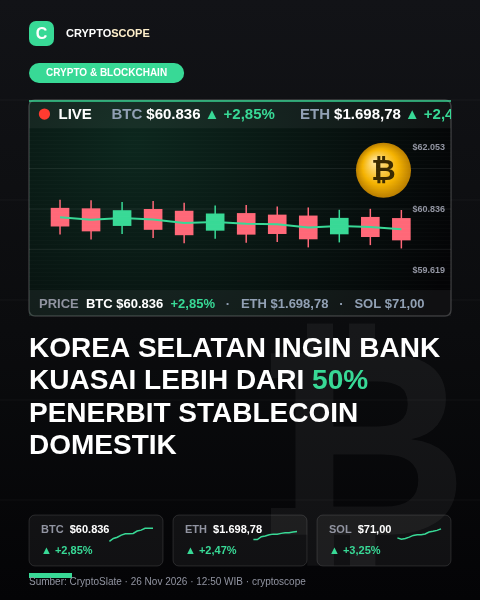 C CRYPTOSCOPE
CRYPTO & BLOCKCHAIN
LIVE BTC $60.836 ▲ +2,85% ETH $1.698,78 ▲ +2,4
$62.053
$60.836
$59.619
PRICE BTC $60.836 +2,85% · ETH $1.698,78 · SOL $71,00
KOREA SELATAN INGIN BANK
KUASAI LEBIH DARI 50%
PENERBIT STABLECOIN
DOMESTIK
BTC $60.836
▲ +2,85%
ETH $1.698,78
▲ +2,47%
SOL $71,00
▲ +3,25%
Sumber: CryptoSlate · 26 Nov 2026 · 12:50 WIB · cryptoscope